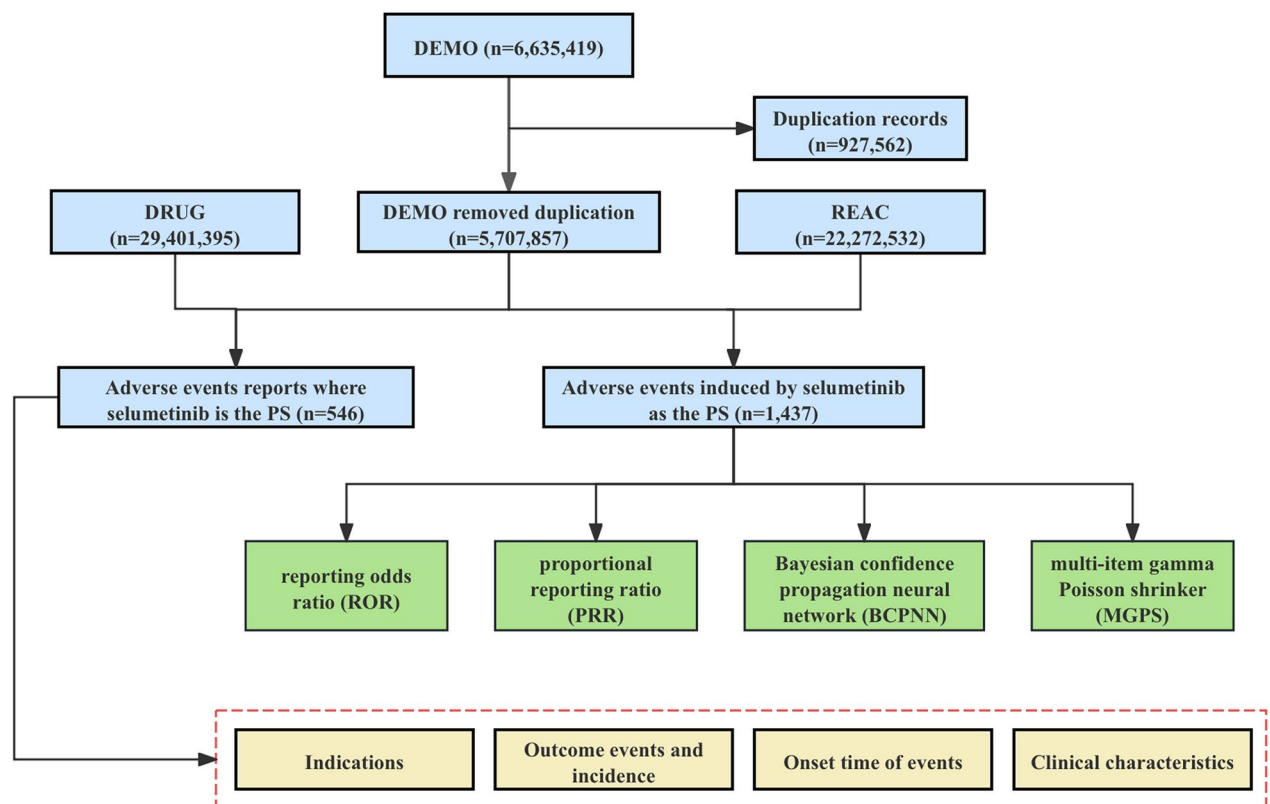 DEMO (n=6,635,419)
Duplication records
(n=927,562)
DRUG
(n=29,401,395)
DEMO removed duplication
(n=5,707,857)
REAC
(n=22,272,532)
Adverse events reports where
selumetinib is the PS (n=546)
Adverse events induced by selumetinib
as the PS (n=1,437)
reporting odds
ratio (ROR)
proportional
reporting ratio
(PRR)
Bayesian confidence
propagation neural
network (BCPNN)
multi-item gamma
Poisson shrinker
(MGPS)
Indications
Outcome events and
incidence
Onset time of events
Clinical characteristics